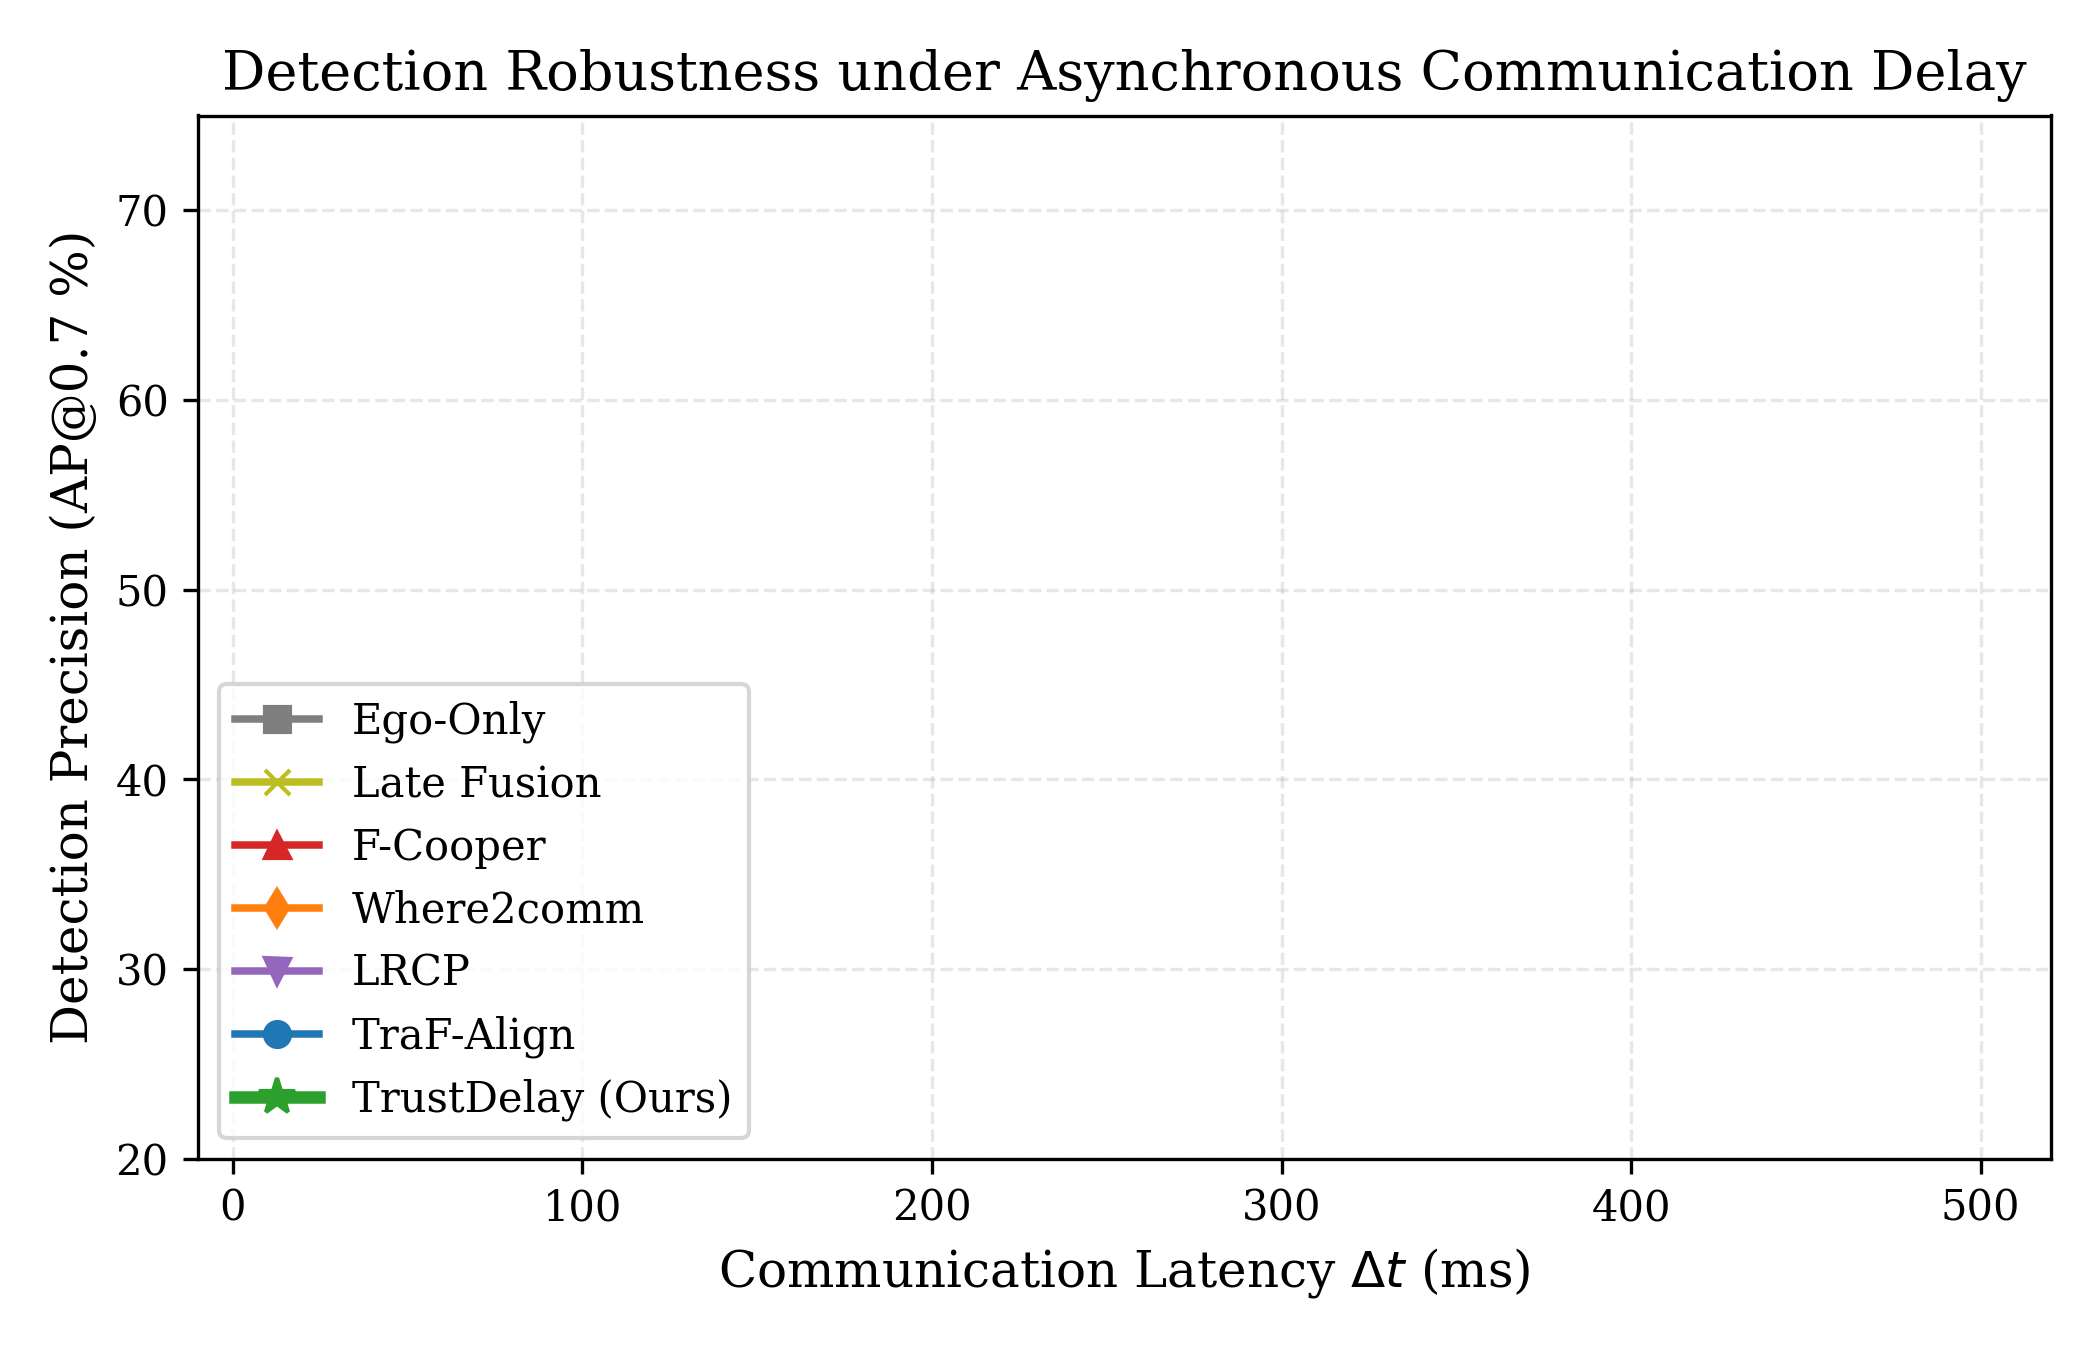 Detection Robustness under Asynchronous Communication Delay
Detection Precision (AP@0.7 %)
70
60
50
40
30
20
Ego-Only
Late Fusion
F-Cooper
Where2comm
LRCP
TraF-Align
TrustDelay (Ours)
0 100 200 300 400 500
Communication Latency Δt (ms)